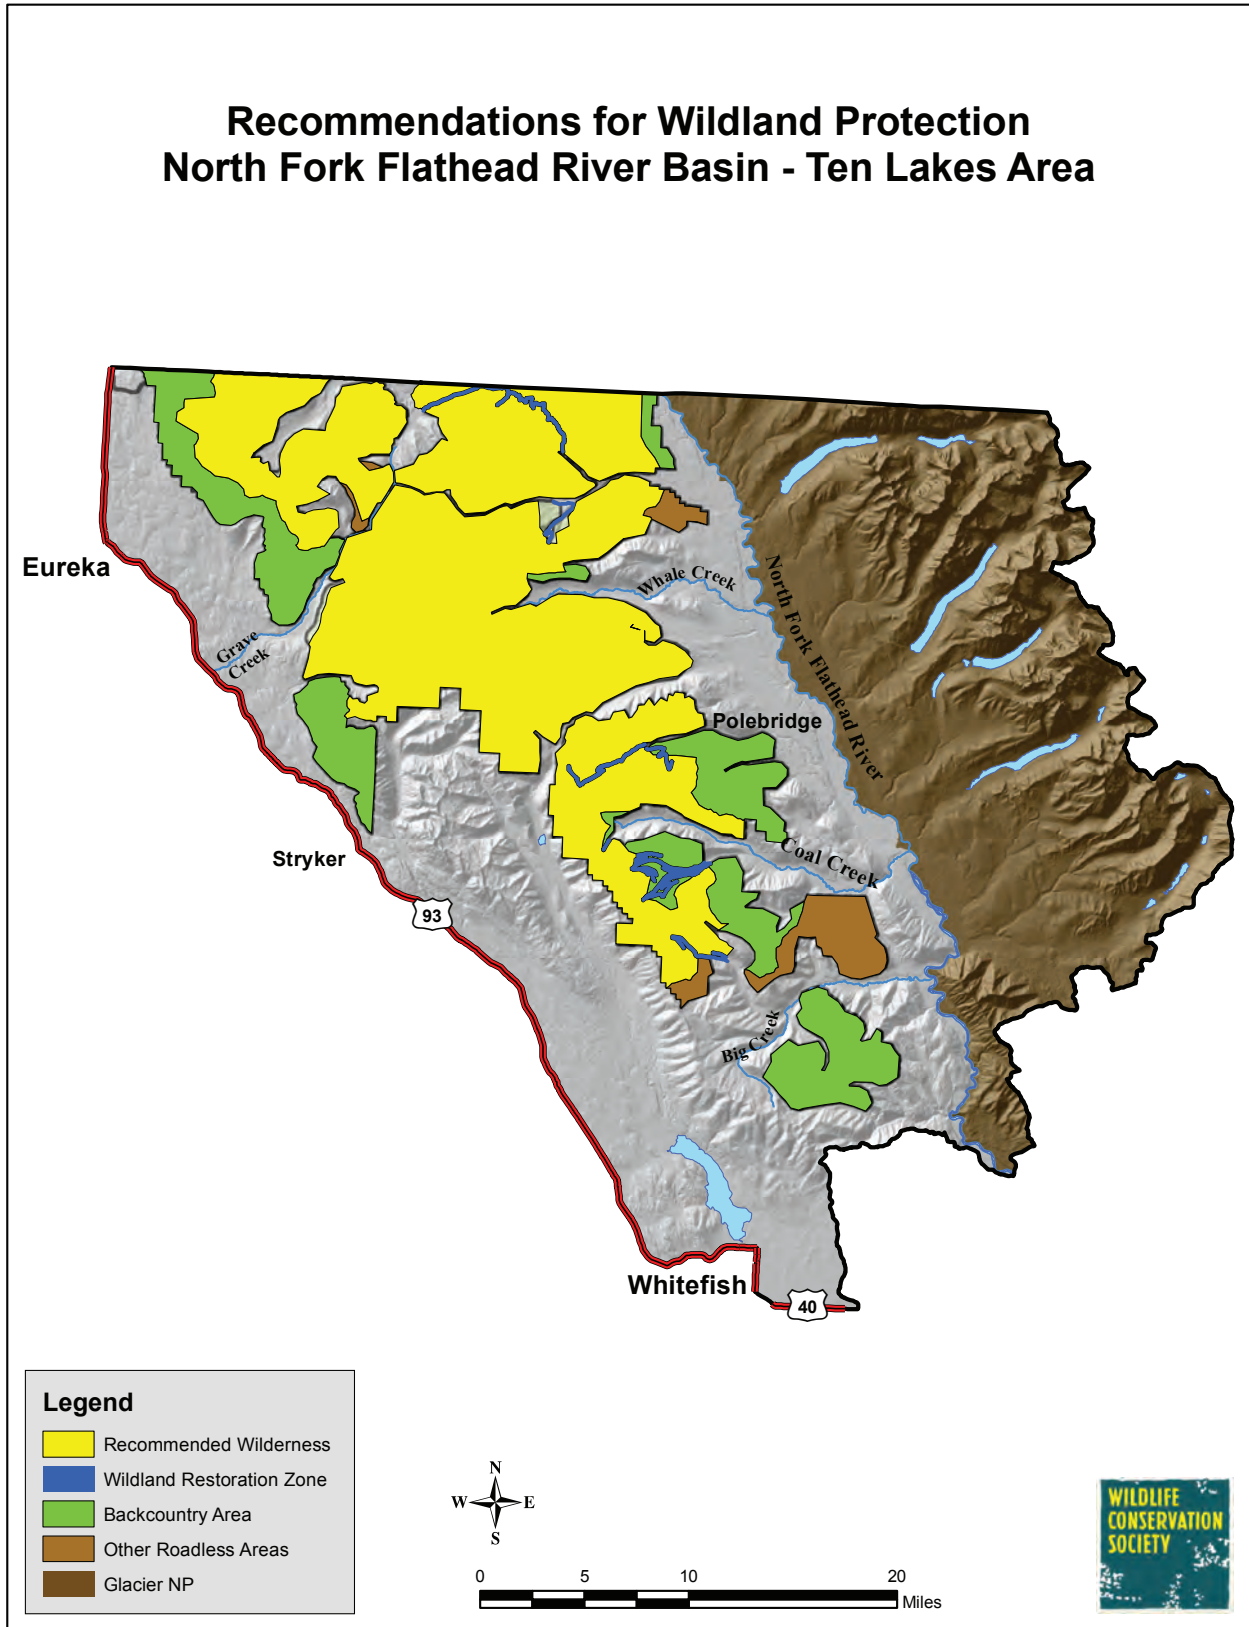 Recommendations for Wildland Protection
North Fork Flathead River Basin - Ten Lakes Area
Eureka
Whale Creek
North Fork Flathead River
Grave
Creek
Polebridge
Stryker
Coal Creek
93
Big Creek
Whitefish
40
Legend
Recommended Wilderness
Wildland Restoration Zone
Backcountry Area
Other Roadless Areas
Glacier NP
N
W E
S
0 5 10 20
Miles
WILDLIFE
CONSERVATION
SOCIETY